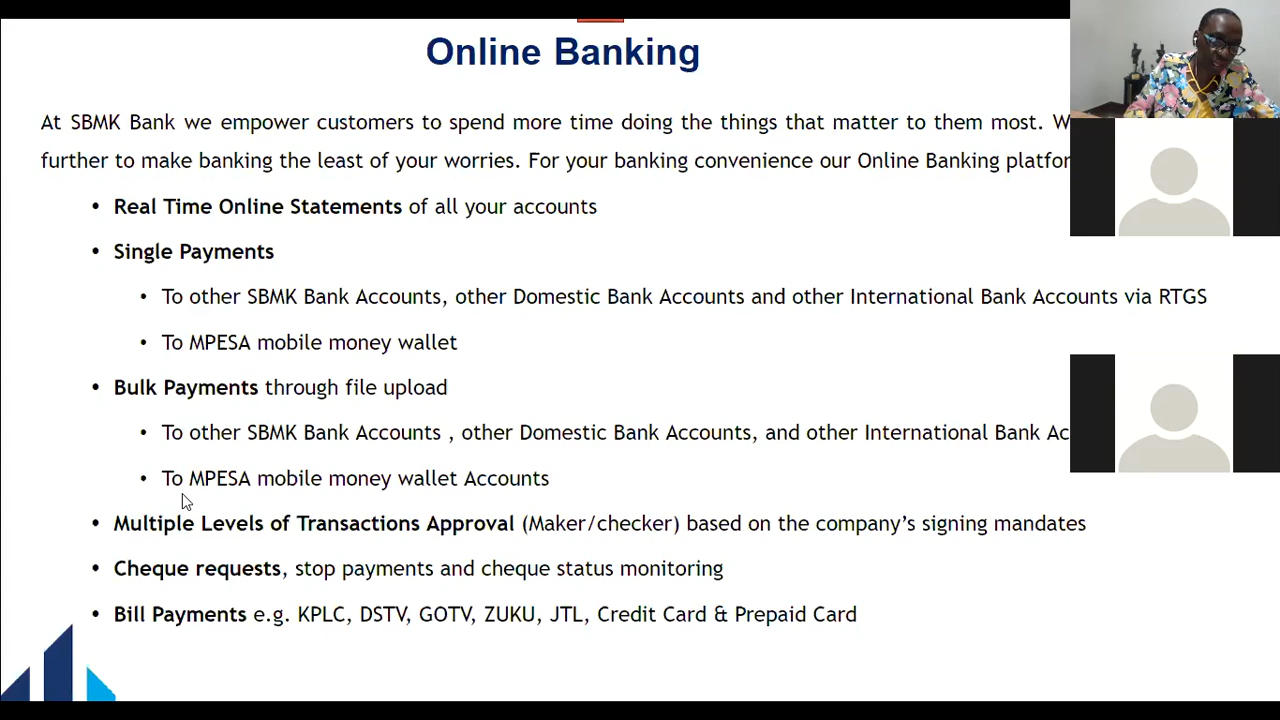 Online Banking
At SBMK Bank we empower customers to spend more time doing the things that matter to them most.
further to make banking the least of your worries. For your banking convenience our Online Banking
• Real Time Online Statements of all your accounts
• Single Payments
• To other SBMK Bank Accounts, other Domestic Bank Accounts and other International Bank Accounts via RTGS
• To MPESA mobile money wallet
• Bulk Payments through file upload
• To other SBMK Bank Accounts , other Domestic Bank Accounts, and other International Bank
• To MPESA mobile money wallet Accounts
• Multiple Levels of Transactions Approval (Maker/checker) based on the company's signing mandates
• Cheque requests, stop payments and cheque status monitoring
• Bill Payments e.g. KPLC, DSTV, GOTV, ZUKU, JTL, Credit Card & Prepaid Card